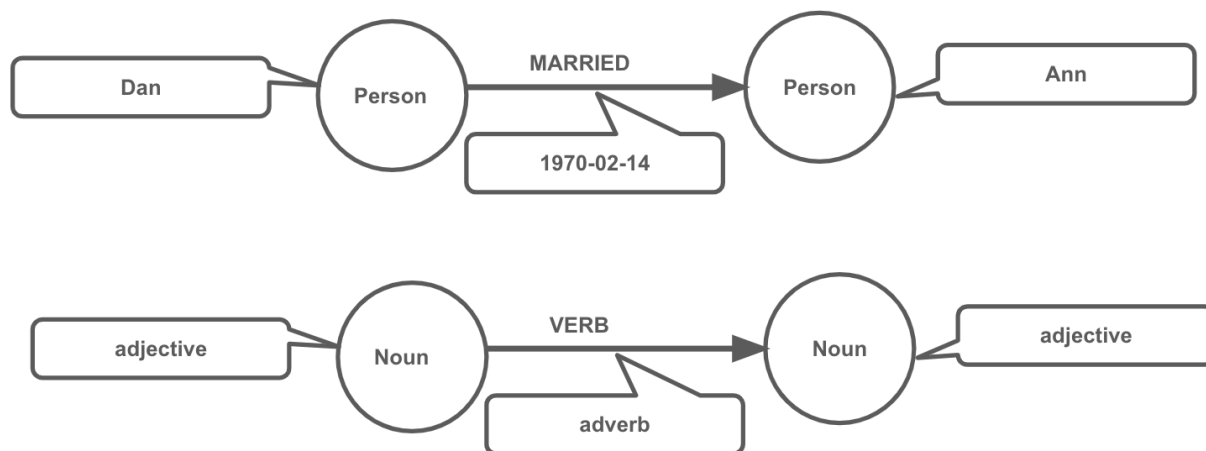 MARRIED
Dan
Person
Person
Ann
1970-02-14
VERB
adjective
Noun
Noun
adjective
adverb